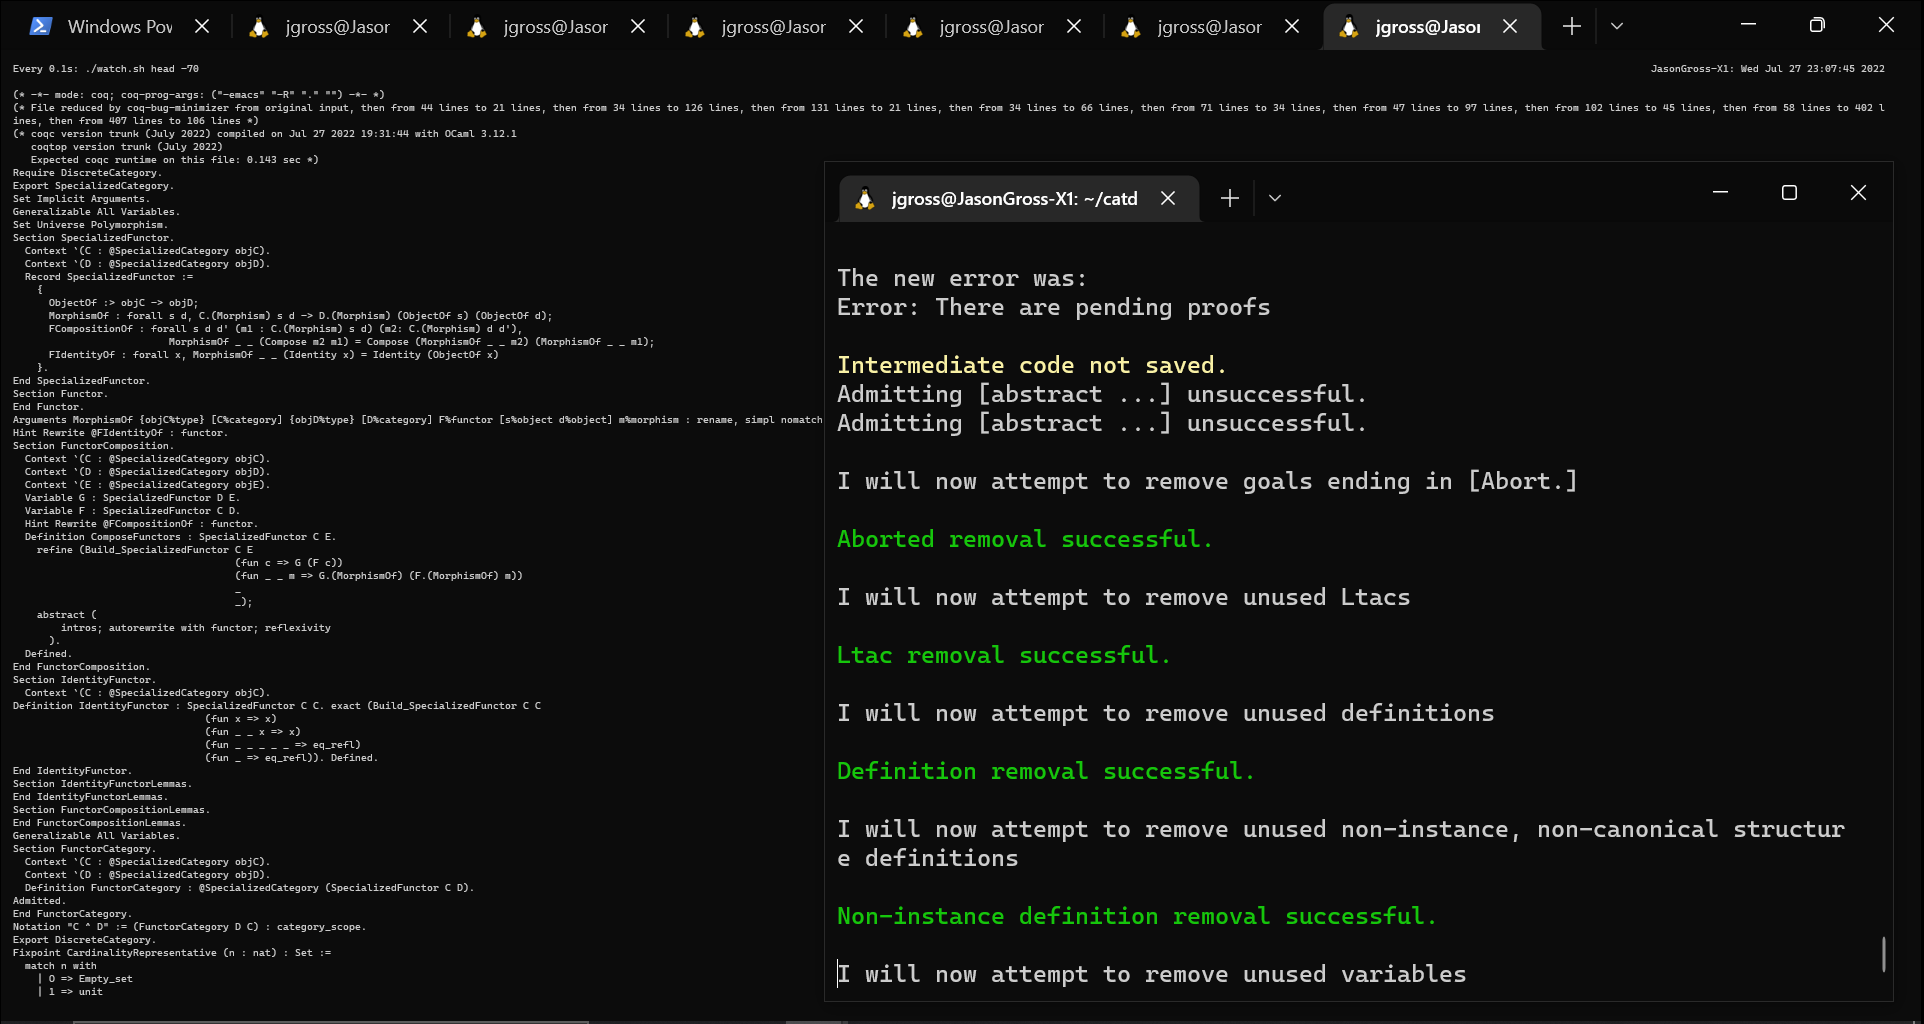 Windows Pov
jgross@Jasor
jgross@Jasor
jgross@Jasor
jgross@Jasor
jgross@Jasor
jgross@Jasor
Every 0.1s: ./watch.sh head -70
JasonGross-X1: Wed Jul 27 23:07:45 2022
(* -*- mode: coq; coq-prog-args: ("-emacs" "-R" "." "") -*- *)
(* File reduced by coq-bug-minimizer from original input, then from 44 lines to 21 lines, then from 34 lines to 126 lines, then from 131 lines to 21 lines, then from 34 lines to 66 lines, then from 71 lines to 34 lines, then from 47 lines to 97 lines, then from 102 lines to 45 lines, then from 58 lines to 402 l
ines, then from 407 lines to 106 lines *)
(* coqc version trunk (July 2022) compiled on Jul 27 2022 19:31:44 with OCaml 3.12.1
coqtop version trunk (July 2022)
Expected coqc runtime on this file: 0.143 sec *)
Require DiscreteCategory.
Export SpecializedCategory.
Set Implicit Arguments.
Generalizable All Variables.
Set Universe Polymorphism.
Section SpecializedFunctor.
Context `(C : @SpecializedCategory objC).
Context `(D : @SpecializedCategory objD).
Record SpecializedFunctor :=
{
ObjectOf :> objC -> objD;
MorphismOf : forall s d, C.(Morphism) s d -> D.(Morphism) (ObjectOf s) (ObjectOf d);
FCompositionOf : forall s d d' (m1 : C.(Morphism) s d) (m2: C.(Morphism) d d'),
MorphismOf _ _ (Compose m2 m1) = Compose (MorphismOf _ _ m2) (MorphismOf _ _ m1);
FIdentityOf : forall x, MorphismOf _ _ (Identity x) = Identity (ObjectOf x)
}.
End SpecializedFunctor.
Section Functor.
End Functor.
Arguments MorphismOf {objC%type} [C%category] {objD%type} [D%category] F%functor [s%object d%object] m%morphism : rename, simpl nomatch
Hint Rewrite @FIdentityOf : functor.
Section FunctorComposition.
Context `(C : @SpecializedCategory objC).
Context `(D : @SpecializedCategory objD).
Context `(E : @SpecializedCategory objE).
Variable G : SpecializedFunctor D E.
Variable F : SpecializedFunctor C D.
Hint Rewrite @FCompositionOf : functor.
Definition ComposeFunctors : SpecializedFunctor C E.
refine (Build_SpecializedFunctor C E
(fun c => G (F c))
(fun _ _ m => G.(MorphismOf) (F.(MorphismOf) m))
_
_);
abstract (
intros; autorewrite with functor; reflexivity
).
Defined.
End FunctorComposition.
Section IdentityFunctor.
Context `(C : @SpecializedCategory objC).
Definition IdentityFunctor : SpecializedFunctor C C. exact (Build_SpecializedFunctor C C
(fun x => x)
(fun _ _ x => x)
(fun _ _ _ _ _ => eq_refl)
(fun _ => eq_refl)). Defined.
End IdentityFunctor.
Section IdentityFunctorLemmas.
End IdentityFunctorLemmas.
Section FunctorCompositionLemmas.
End FunctorCompositionLemmas.
Generalizable All Variables.
Section FunctorCategory.
Context `(C : @SpecializedCategory objC).
Context `(D : @SpecializedCategory objD).
Definition FunctorCategory : @SpecializedCategory (SpecializedFunctor C D).
Admitted.
End FunctorCategory.
Notation "C ^ D" := (FunctorCategory D C) : category_scope.
Export DiscreteCategory.
Fixpoint CardinalityRepresentative (n : nat) : Set :=
match n with
| O => Empty_set
| 1 => unit
jgross@JasonGross-X1: ~/catd
The new error was:
Error: There are pending proofs
Intermediate code not saved.
Admitting [abstract ...] unsuccessful.
Admitting [abstract ...] unsuccessful.
I will now attempt to remove goals ending in [Abort.]
Aborted removal successful.
I will now attempt to remove unused Ltacs
Ltac removal successful.
I will now attempt to remove unused definitions
Definition removal successful.
I will now attempt to remove unused non-instance, non-canonical structur
e definitions
Non-instance definition removal successful.
I will now attempt to remove unused variables